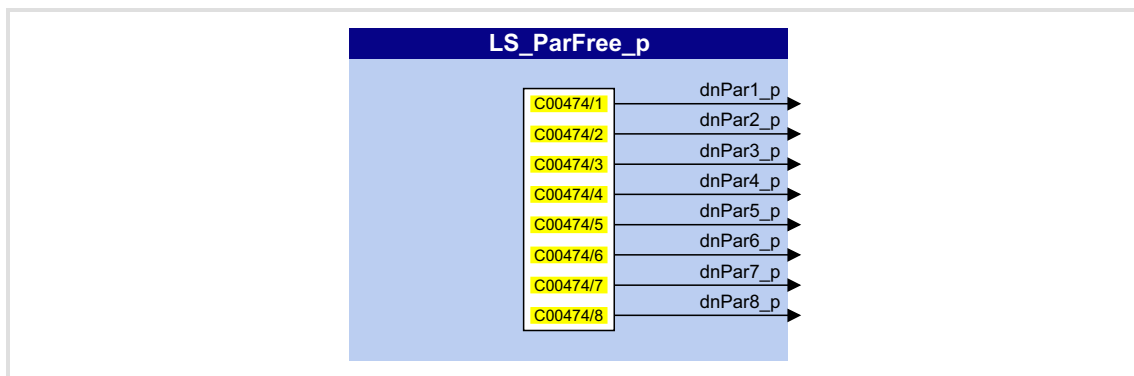 LS_ParFree_p
C00474/1 dnPar1_p
C00474/2 dnPar2_p
C00474/3 dnPar3_p
C00474/4 dnPar4_p
C00474/5 dnPar5_p
C00474/6 dnPar6_p
C00474/7 dnPar7_p
C00474/8 dnPar8_p